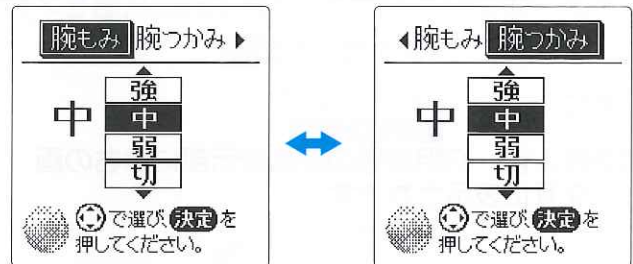 腕もみ 腕つかみ▶
中
強
中
弱
切
で選び、決定を
押してください。
◀腕もみ 腕つかみ
中
強
中
弱
切
で選び、決定を
押してください。